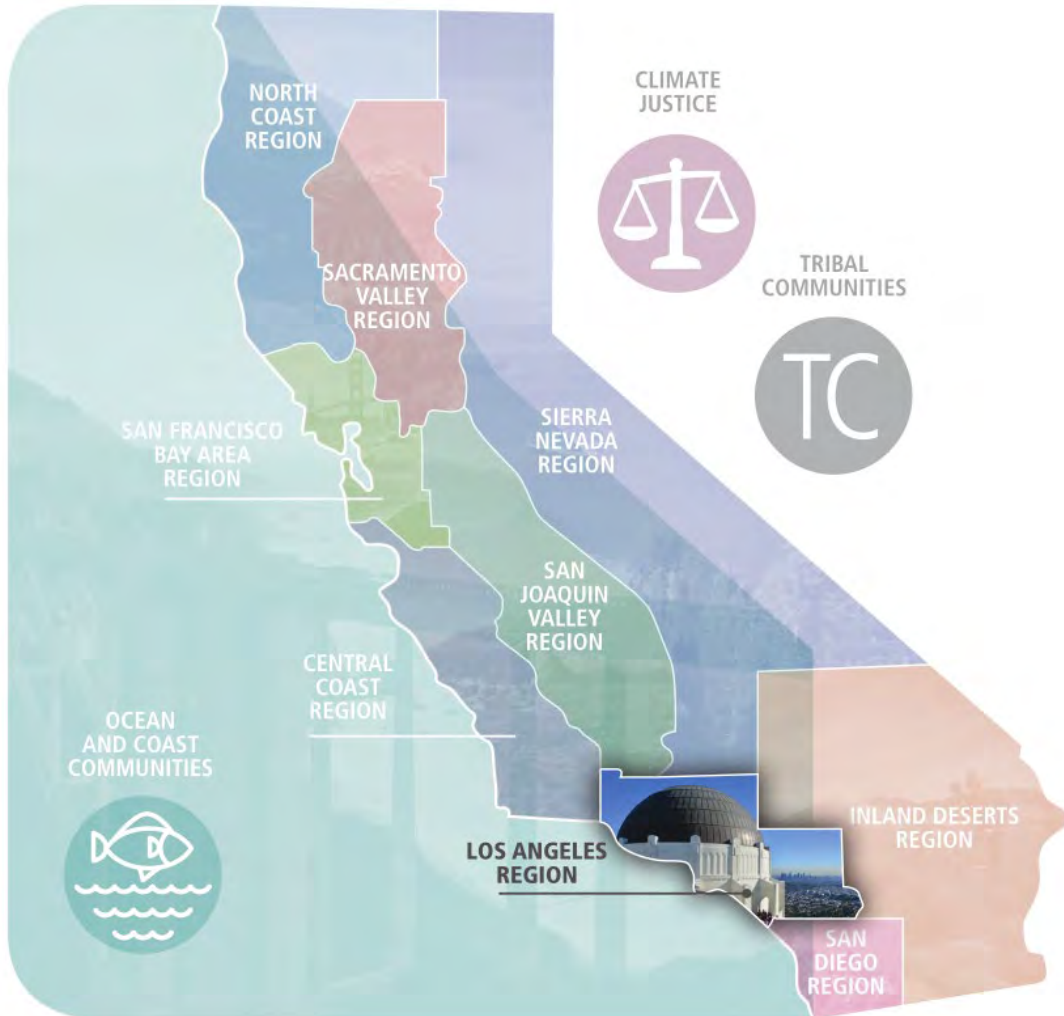 NORTH
COAST
REGION
CLIMATE
JUSTICE
SACRAMENTO
VALLEY
REGION
TRIBAL
COMMUNITIES
TC
SAN FRANCISCO
BAY AREA
REGION
SIERRA
NEVADA
REGION
SAN
JOAQUIN
VALLEY
REGION
CENTRAL
COAST
REGION
OCEAN
AND COAST
COMMUNITIES
INLAND DESERTS
REGION
LOS ANGELES
REGION
SAN
DIEGO
REGION